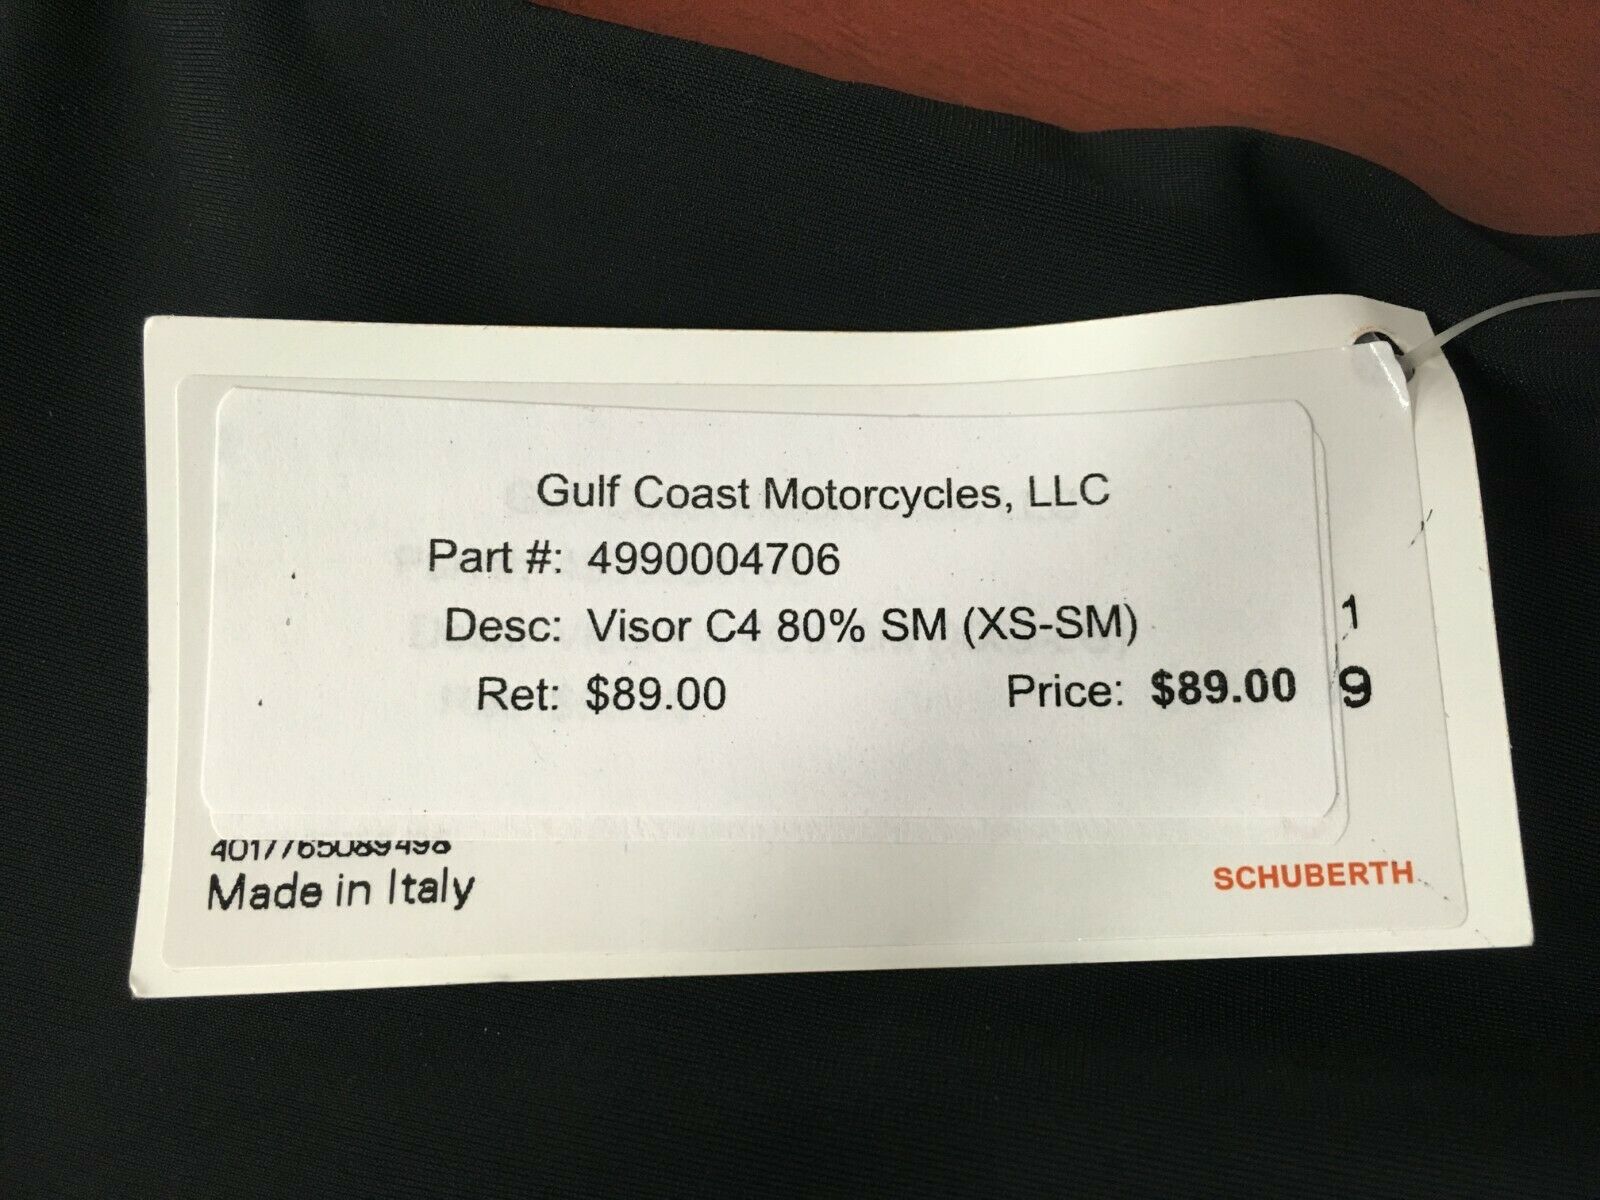 Gulf Coast Motorcycles, LLC
Part #: 4990004706
Desc: Visor C4 80% SM (XS-SM)
Ret: $89.00 Price: $89.00
1
9
4017765089498
Made in Italy
SCHUBERTH